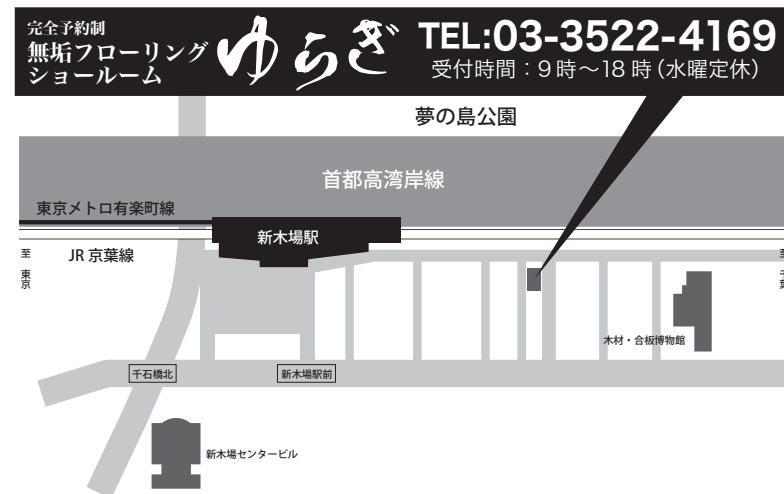 完全予約制
無垢フローリング
ショールーム
ゆらぎ
TEL:03-3522-4169
受付時間：9時〜18時（水曜定休）
夢の島公園
首都高湾岸線
東京メトロ有楽町線
新木場駅
JR 京葉線
至 東京
至 千葉
木材・合板博物館
千石橋北
新木場駅前
新木場センタービル